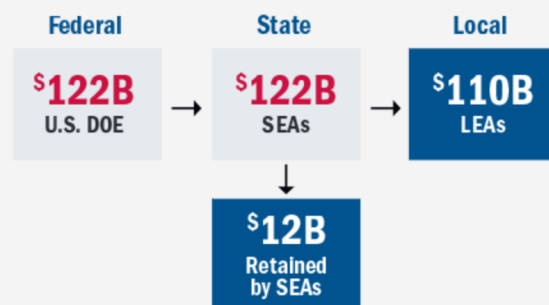 Federal
State
Local
$122B
U.S. DOE
$122B
SEAs
$110B
LEAs
$12B
Retained
by SEAs